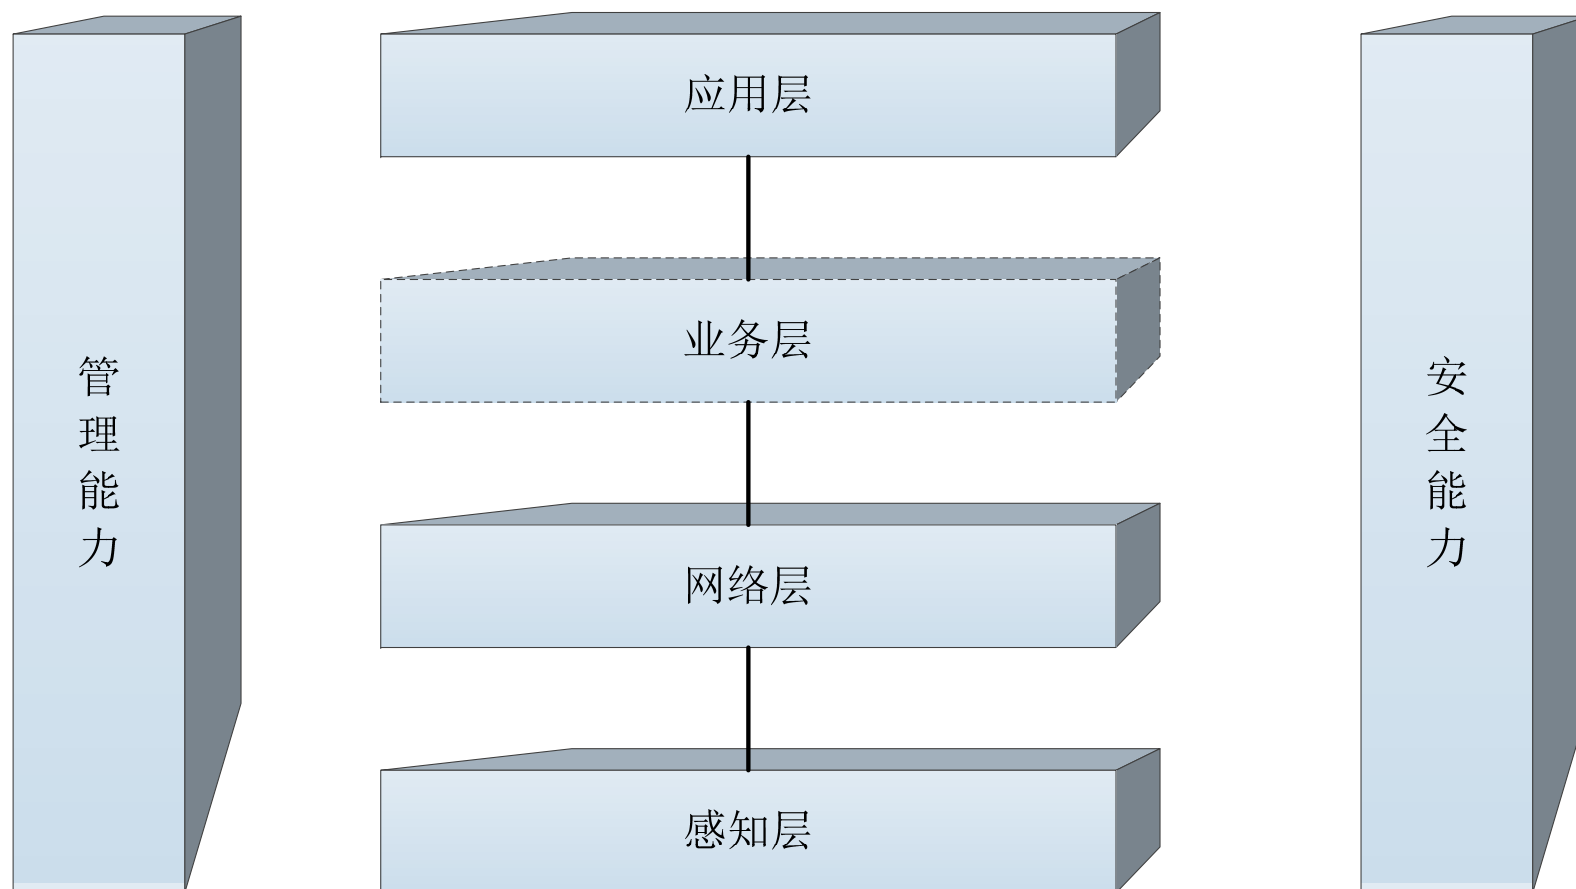 管理能力
应用层
业务层
网络层
感知层
安全能力